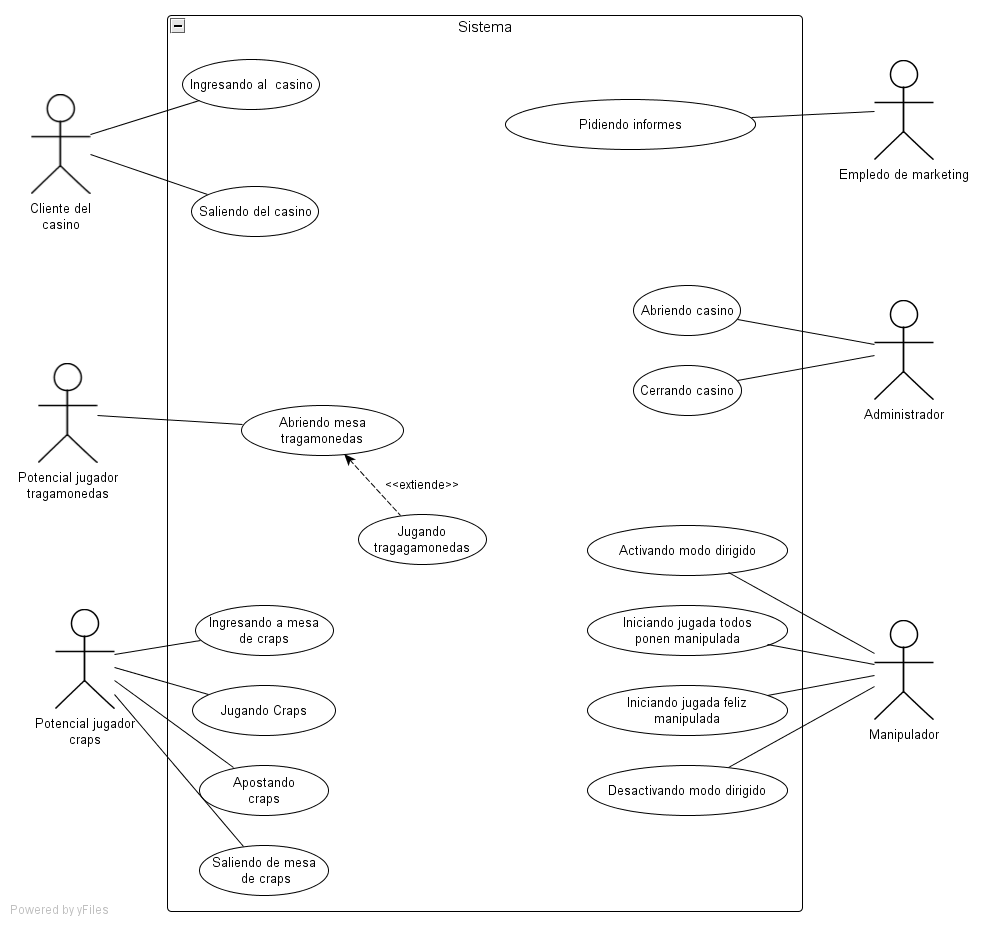 Sistema
Ingresando al casino
Pidiendo informes
Empledo de marketing
Cliente del
casino
Saliendo del casino
Abriendo casino
Cerrando casino
Administrador
Abriendo mesa
tragamonedas
Potencial jugador
tragamonedas
<<extiende>>
Jugando
tragagamonedas
Activando modo dirigido
Ingresando a mesa
de craps
Iniciando jugada todos
ponen manipulada
Potencial jugador
craps
Jugando Craps
Iniciando jugada feliz
manipulada
Manipulador
Apostando
craps
Desactivando modo dirigido
Saliendo de mesa
de craps
Powered by yFiles